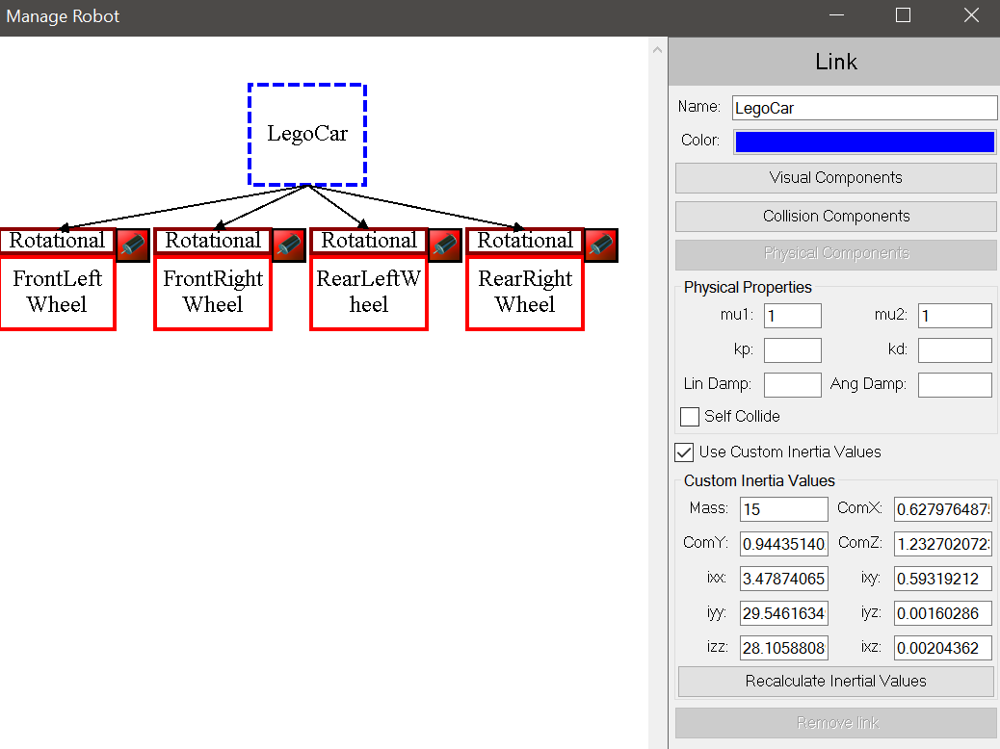 Manage Robot
LegoCar
Rotational
Rotational
Rotational
Rotational
FrontLeft
Wheel
FrontRight
Wheel
RearLeftW
heel
RearRight
Wheel
Link
Name: LegoCar
Color:
Visual Components
Collision Components
Physical Components
Physical Properties
mu1: 1 mu2: 1
kp: kd:
Lin Damp: Ang Damp:
Self Collide
Use Custom Inertia Values
Custom Inertia Values
Mass: 15 ComX: 0.6279764875
ComY: 0.94435140 ComZ: 1.232702072
ixx: 3.47874065 ixy: 0.59319212
iyy: 29.5461634 iyz: 0.00160286
izz: 28.1058808 ixz: 0.00204362
Recalculate Inertial Values
Remove link